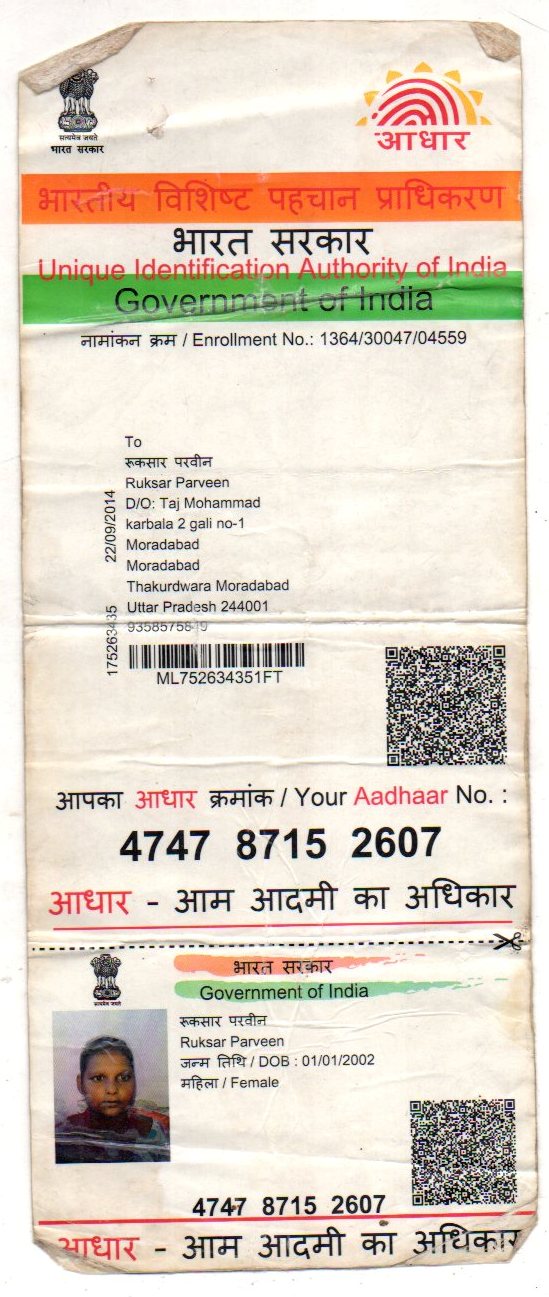 सत्यमेव जयते
भारत सरकार
आधार
भारतीय विशिष्ट पहचान प्राधिकरण
भारत सरकार
Unique Identification Authority of India
Government of India
नामांकन क्रम / Enrollment No.: 1364/30047/04559
To
रूकसार परवीन
Ruksar Parveen
D/O: Taj Mohammad
karbala 2 gali no-1
Moradabad
Moradabad
Thakurdwara Moradabad
Uttar Pradesh 244001
22/09/2014
ML752634351FT
आपका आधार क्रमांक / Your Aadhaar No. :
4747 8715 2607
आधार - आम आदमी का अधिकार
सत्यमेव जयते
भारत सरकार
Government of India
रूकसार परवीन
Ruksar Parveen
जन्म तिथि / DOB : 01/01/2002
महिला / Female
4747 8715 2607
आधार - आम आदमी का अधिकार